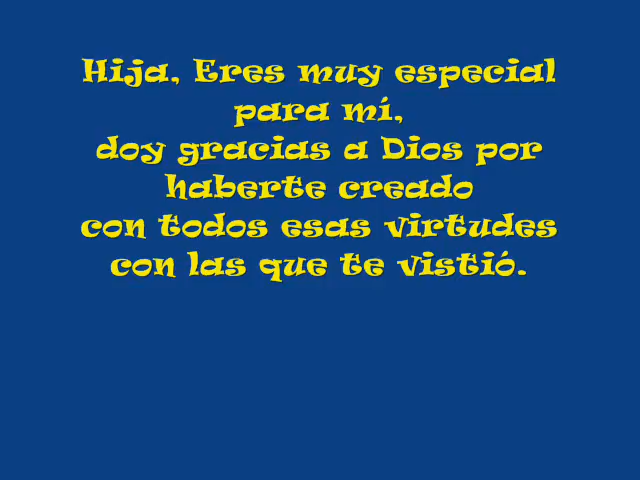 Hija, Eres muy especial
para mí,
doy gracias a Dios por
haberte creado
con todos esas virtudes
con las que te vistió.